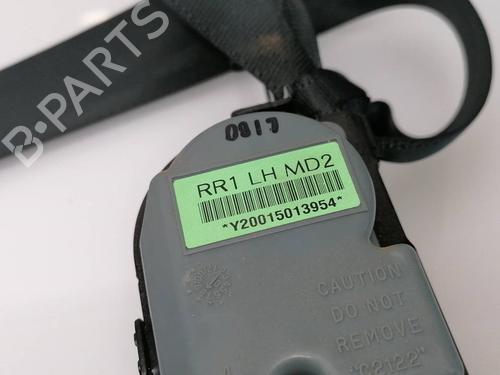 B-PARTS
0817
RR1 LH MD2
*Y20015013954*
CAUTION
DO NOT
REMOVE
"C2122"